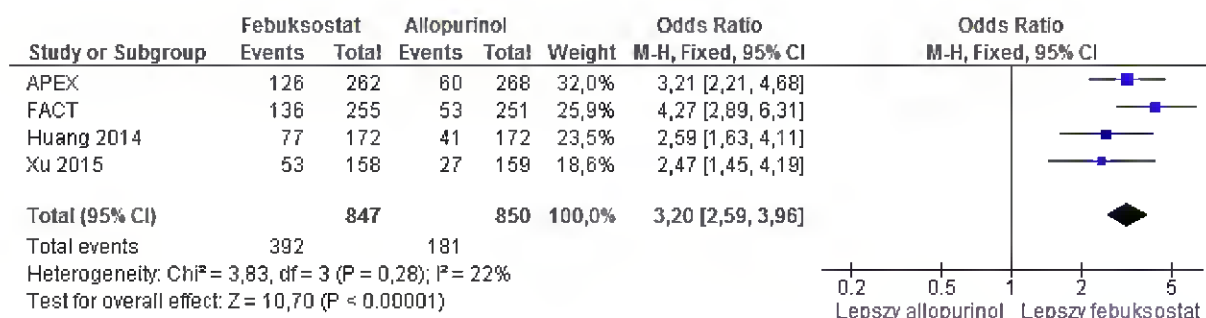 Febuksostat Allopurinol Odds Ratio Odds Ratio
Study or Subgroup Events Total Events Total Weight M-H, Fixed, 95% CI M-H, Fixed, 95% CI
APEX 126 262 60 268 32,0% 3,21 [2,21, 4,68]
FACT 136 255 53 251 25,9% 4,27 [2,89, 6,31]
Huang 2014 77 172 41 172 23,5% 2,59 [1,63, 4,11]
Xu 2015 53 158 27 159 18,6% 2,47 [1,45, 4,19]
Total (95% CI) 847 850 100,0% 3,20 [2,59, 3,96]
Total events 392 181
Heterogeneity: Chi² = 3,83, df = 3 (P = 0,28); I² = 22%
Test for overall effect: Z = 10,70 (P < 0.00001)
0.2 0.5 1 2 5
Lepszy allopurinol Lepszy febuksostat